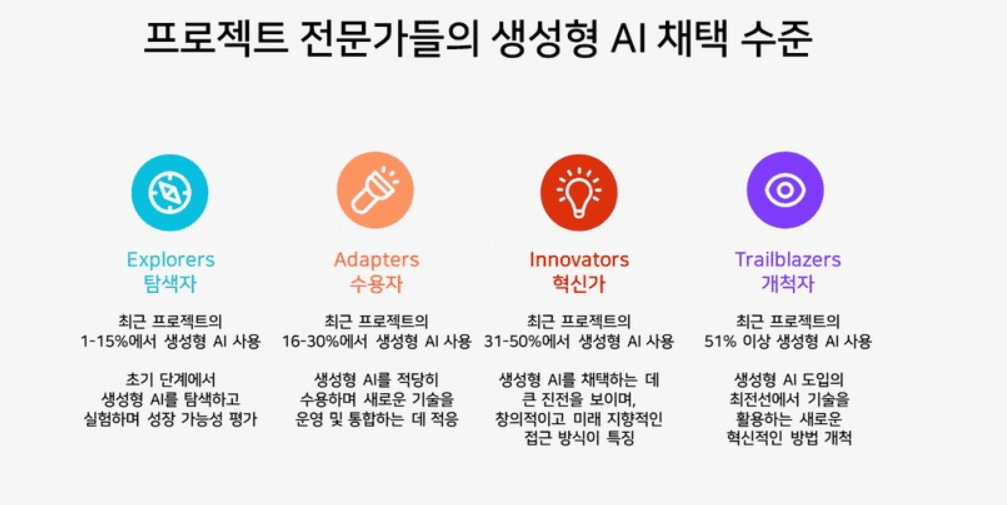 프로젝트 전문가들의 생성형 AI 채택 수준
Explorers
탐색자
최근 프로젝트의
1-15%에서 생성형 AI 사용
초기 단계에서
생성형 AI를 탐색하고
실험하며 성장 가능성 평가
Adapters
수용자
최근 프로젝트의
16-30%에서 생성형 AI 사용
생성형 AI를 적당히
수용하며 새로운 기술을
운영 및 통합하는 데 적응
Innovators
혁신가
최근 프로젝트의
31-50%에서 생성형 AI 사용
생성형 AI를 채택하는 데
큰 진전을 보이며,
창의적이고 미래 지향적인
접근 방식이 특징
Trailblazers
개척자
최근 프로젝트의
51% 이상 생성형 AI 사용
생성형 AI 도입의
최전선에서 기술을
활용하는 새로운
혁신적인 방법 개척